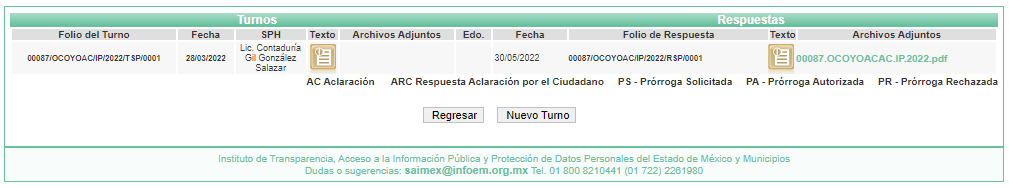 Turnos Respuestas
Folio del Turno Fecha SPH Texto Archivos Adjuntos Edo. Fecha Folio de Respuesta Texto Archivos Adjuntos
00087/OCOYOAC/IP/2022/TSP/0001 28/03/2022 Lic. Contaduría Gil González Salazar 30/05/2022 00087/OCOYOAC/IP/2022/RSP/0001 00087.OCOYOACAC.IP.2022.pdf
AC Aclaración ARC Respuesta Aclaración por el Ciudadano PS - Prórroga Solicitada PA - Prórroga Autorizada PR - Prórroga Rechazada
Regresar Nuevo Turno
Instituto de Transparencia, Acceso a la Información Pública y Protección de Datos Personales del Estado de México y Municipios
Dudas o sugerencias: saimex@infoem.org.mx Tel. 01 800 8210441 (01 722) 2261980